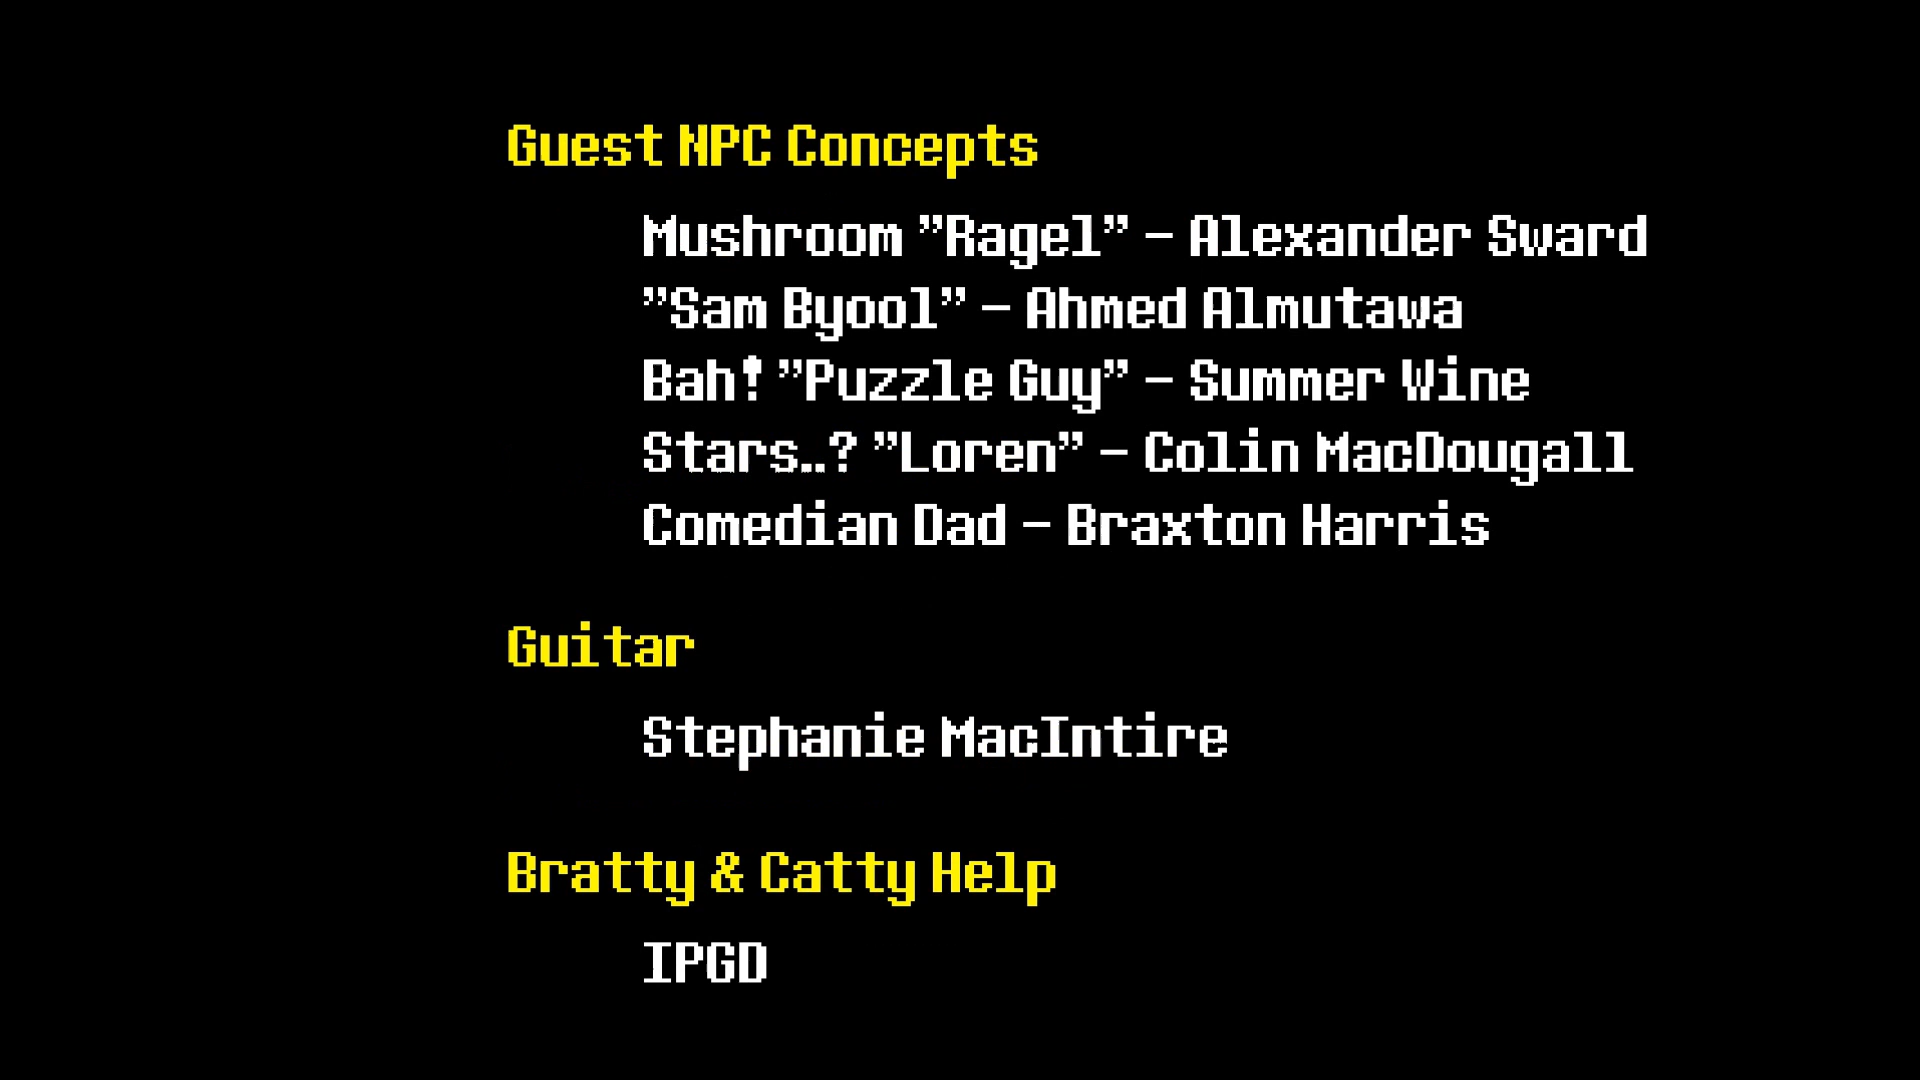 Guest NPC Concepts
Mushroom "Ragel" - Alexander Sward
"Sam Byool" - Ahmed Almutawa
Bah! "Puzzle Guy" - Summer Wine
Stars..? "Loren" - Colin MacDougall
Comedian Dad - Braxton Harris
Guitar
Stephanie MacIntire
Bratty & Catty Help
IPGD